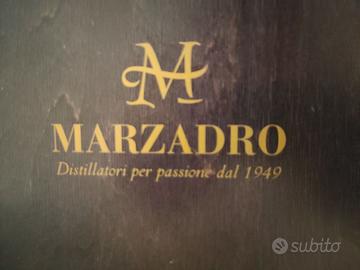 M
MARZADRO
Distillatori per passione dal 1949
subito